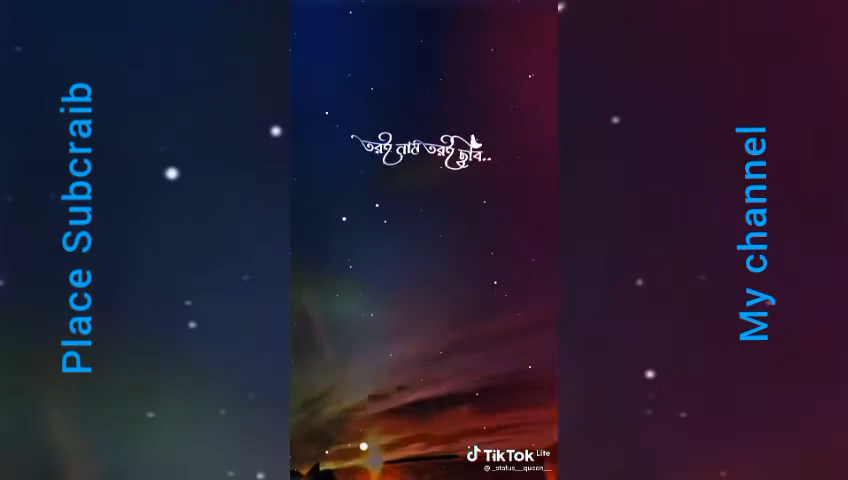 Place Subcraib
তরই নাম তরই ছবি..
My channel
TikTok Lite
@_status__queen__